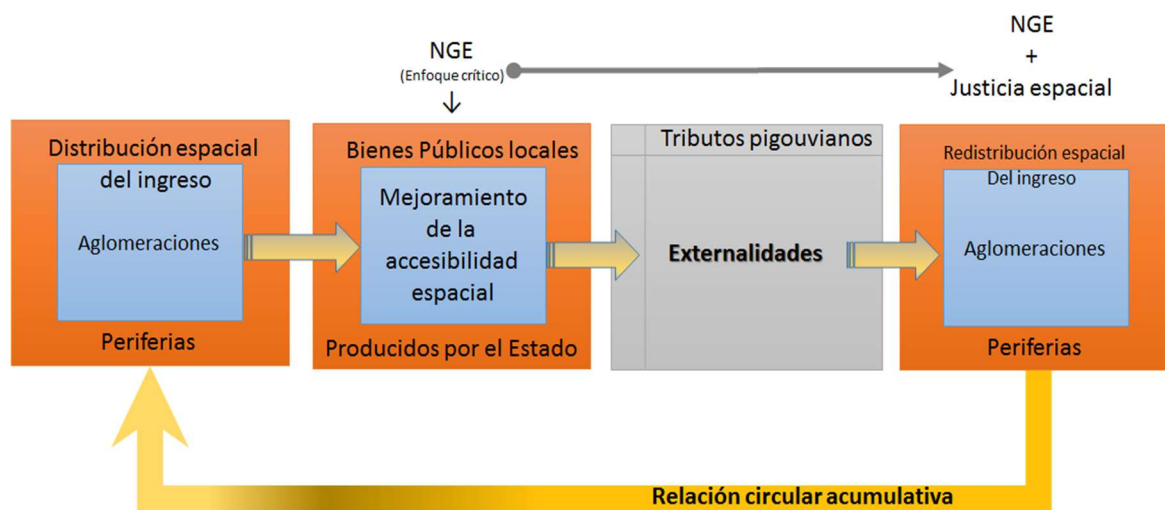 NGE
(Enfoque crítico)
↓
NGE
+
Justicia espacial
Distribución espacial
del ingreso
Aglomeraciones
Periferias
Bienes Públicos locales
Mejoramiento
de la
accesibilidad
espacial
Producidos por el Estado
Tributos pigouvianos
Externalidades
Redistribución espacial
Del ingreso
Aglomeraciones
Periferias
Relación circular acumulativa